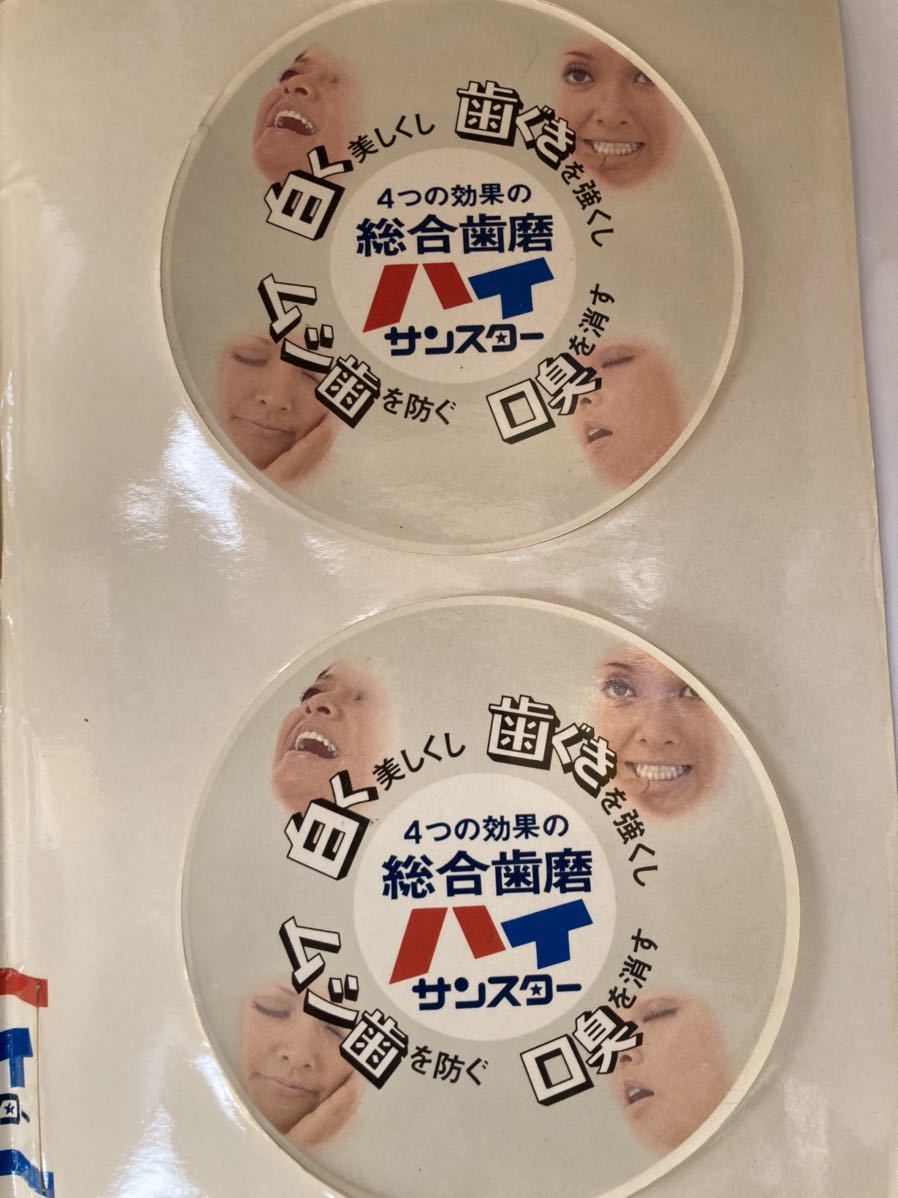 白く美しくし
歯ぐきを強くし
口臭を消す
ムシ歯を防ぐ
4つの効果の
総合歯磨
ハイ
サンスター
白く美しくし
歯ぐきを強くし
口臭を消す
ムシ歯を防ぐ
4つの効果の
総合歯磨
ハイ
サンスター